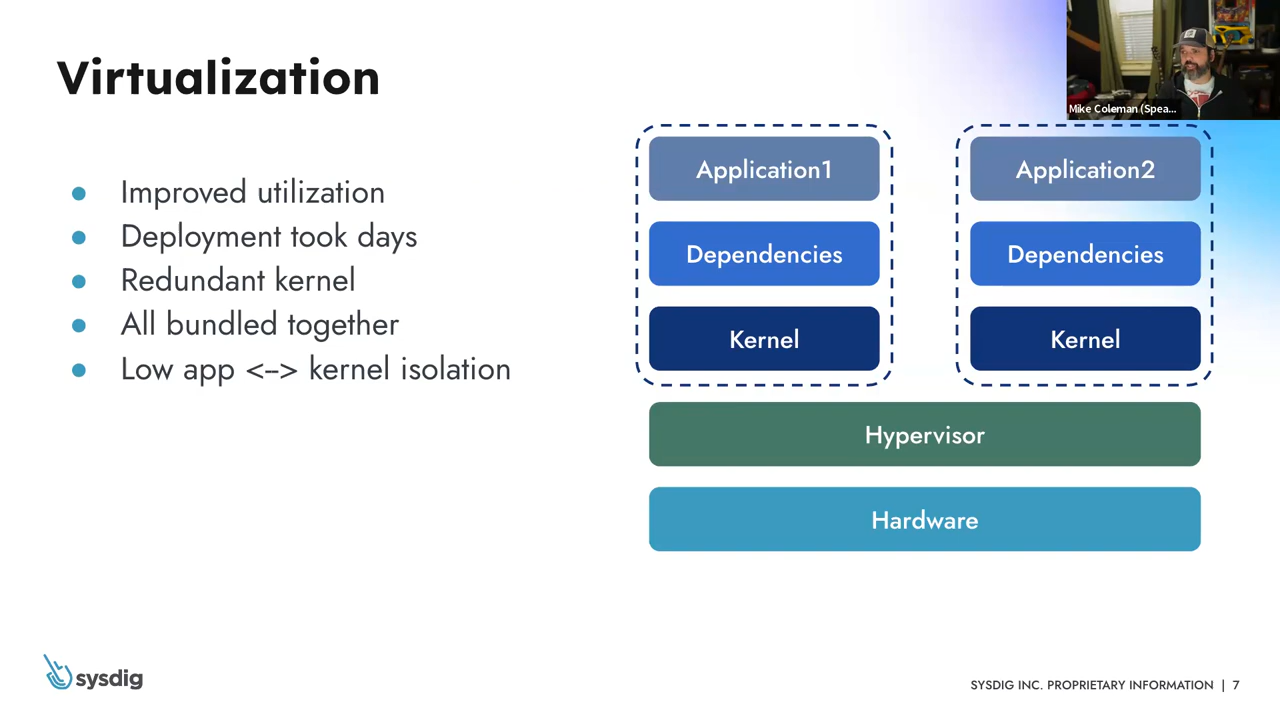 Virtualization
Mike Coleman (Spea...
● Improved utilization
● Deployment took days
● Redundant kernel
● All bundled together
● Low app <--> kernel isolation
Application1
Dependencies
Kernel
Application2
Dependencies
Kernel
Hypervisor
Hardware
sysdig
SYSDIG INC. PROPRIETARY INFORMATION | 7